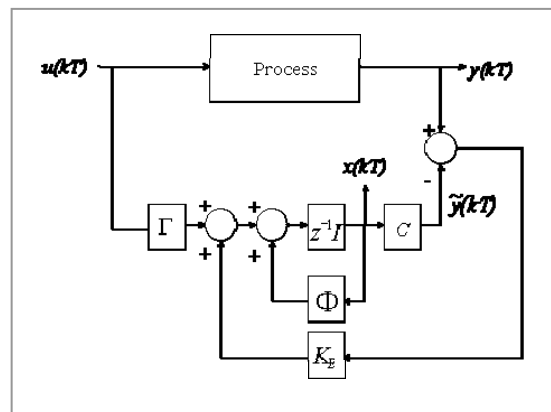 u(kT)
Process
y(kT)
+
-
x(kT)
ỹ(kT)
Γ
+
+
+
+
z⁻¹I
C
Φ
K_E